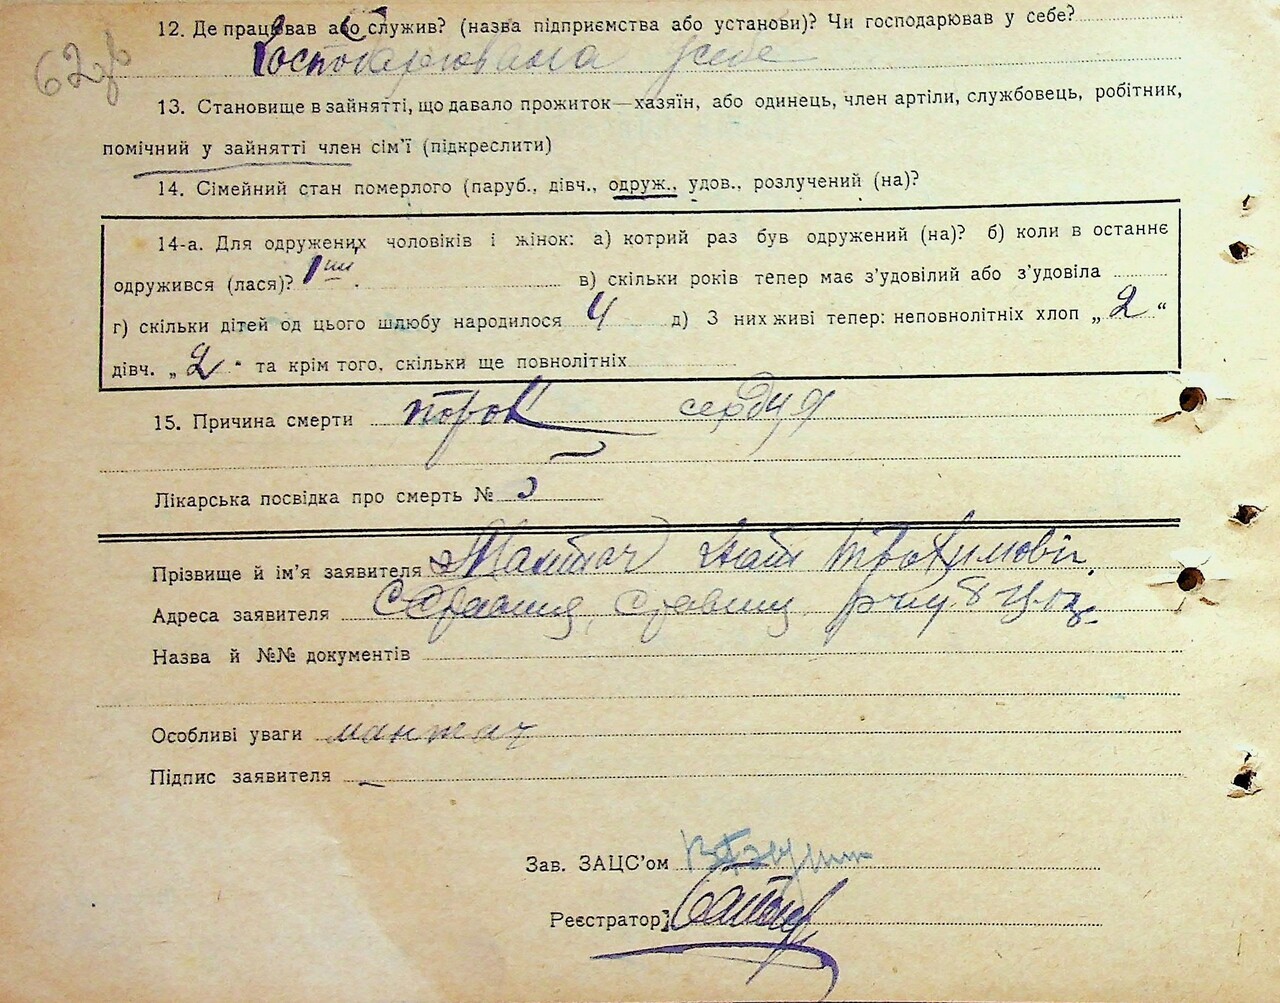 62зв
12. Де працював або служив? (назва підприємства або установи)? Чи господарював у себе?
Господарювала у себе
13. Становище в зайнятті, що давало прожиток—хазяїн, або одинець, член артіли, службовець, робітник,
помічний у зайнятті член сім'ї (підкреслити)
14. Сімейний стан померлого (паруб., дівч., одруж., удов., розлучений (на)?
14-а. Для одружених чоловіків і жінок: а) котрий раз був одружений (на)? б) коли в останнє
одружився (лася)? 1ий в) скільки років тепер має з'удовілий або з'удовіла
г) скільки дітей од цього шлюбу народилося 4 д) З них живі тепер: неповнолітніх хлоп „ 2 “
дівч. „ 2 " та крім того, скільки ще повнолітніх
15. Причина смерти порок сердця
Лікарська посвідка про смерть №
Прізвище й ім'я заявителя Трохимович
Адреса заявителя
Назва й №№ документів
Особливі уваги
Підпис заявителя
Зав. ЗАЦС'ом
Реєстратор